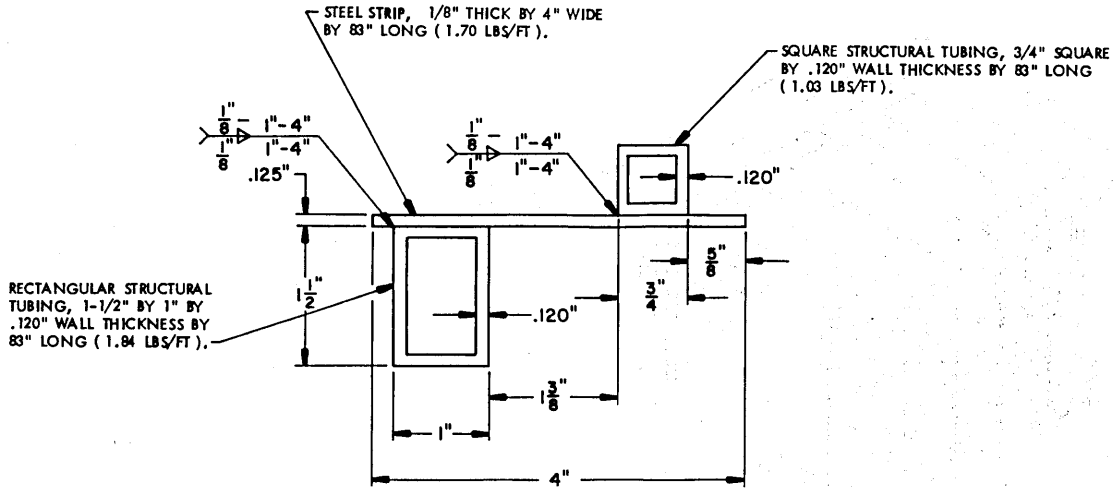 STEEL STRIP, 1/8" THICK BY 4" WIDE
BY 83" LONG (1.70 LBS/FT).
SQUARE STRUCTURAL TUBING, 3/4" SQUARE
BY .120" WALL THICKNESS BY 83" LONG
(1.03 LBS/FT).
1/8" 1"-4"
1/8" 1"-4"
1/8" 1"-4"
1/8" 1"-4"
.125"
.120"
5/8"
3/4"
1 1/2"
RECTANGULAR STRUCTURAL
TUBING, 1-1/2" BY 1" BY
.120" WALL THICKNESS BY
83" LONG (1.84 LBS/FT).
.120"
1 3/8"
1"
4"